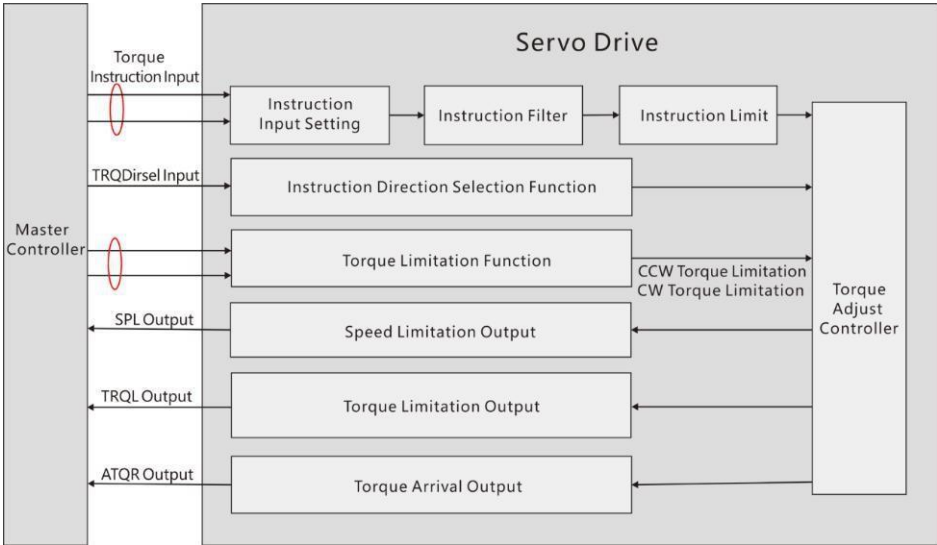 Servo Drive
Torque
Instruction Input
Instruction
Input Setting
Instruction Filter
Instruction Limit
TRQDirsel Input
Instruction Direction Selection Function
Master
Controller
Torque Limitation Function
CCW Torque Limitation
CW Torque Limitation
Torque
Adjust
Controller
SPL Output
Speed Limitation Output
TRQL Output
Torque Limitation Output
ATQR Output
Torque Arrival Output